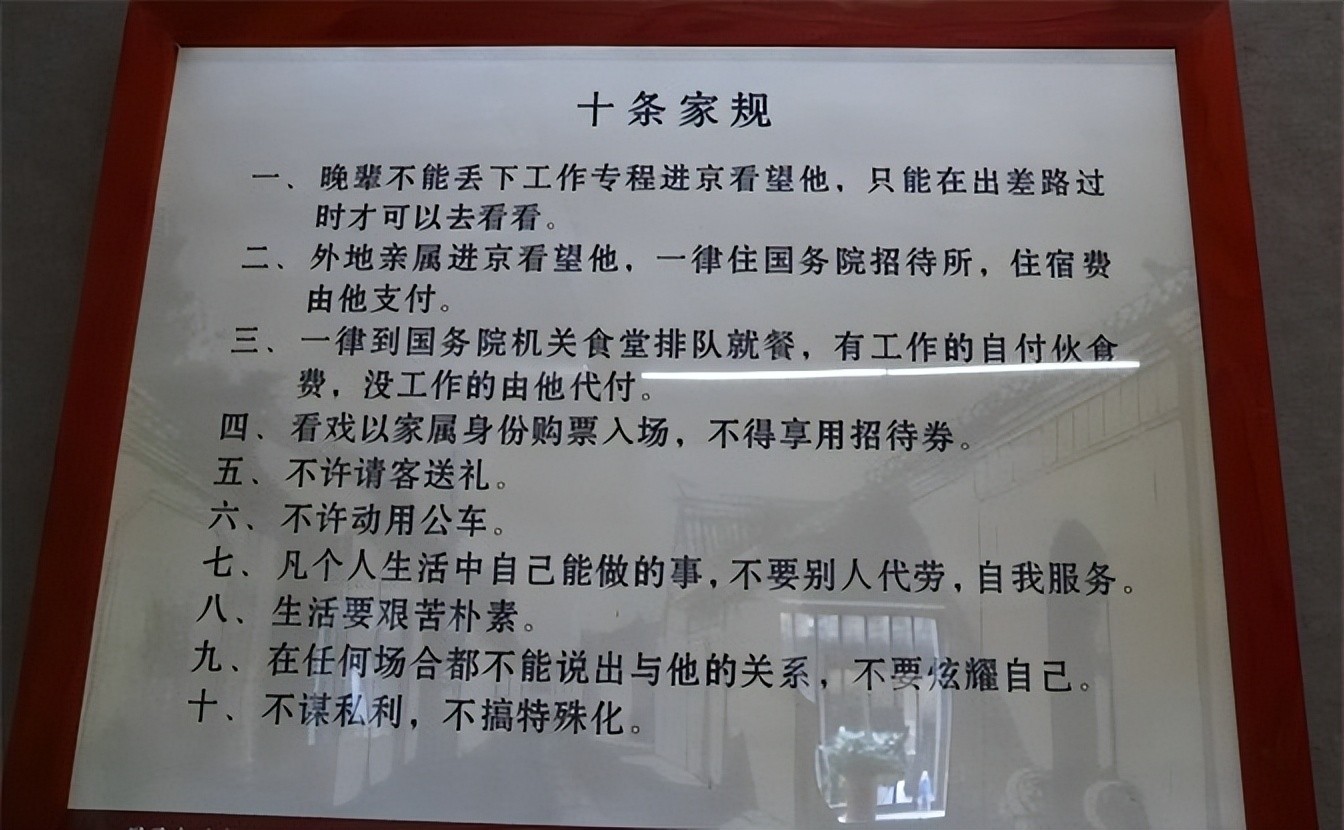 十条家规
一、晚辈不能丢下工作专程进京看望他，只能在出差路过
时才可以去看看。
二、外地亲属进京看望他，一律住国务院招待所，住宿费
由他支付。
三、一律到国务院机关食堂排队就餐，有工作的自付伙食
费，没工作的由他代付。
四、看戏以家属身份购票入场，不得享用招待券。
五、不许请客送礼。
六、不许动用公车。
七、凡个人生活中自己能做的事，不要别人代劳，自我服务。
八、生活要艰苦朴素。
九、在任何场合都不能说出与他的关系，不要炫耀自己。
十、不谋私利，不搞特殊化。